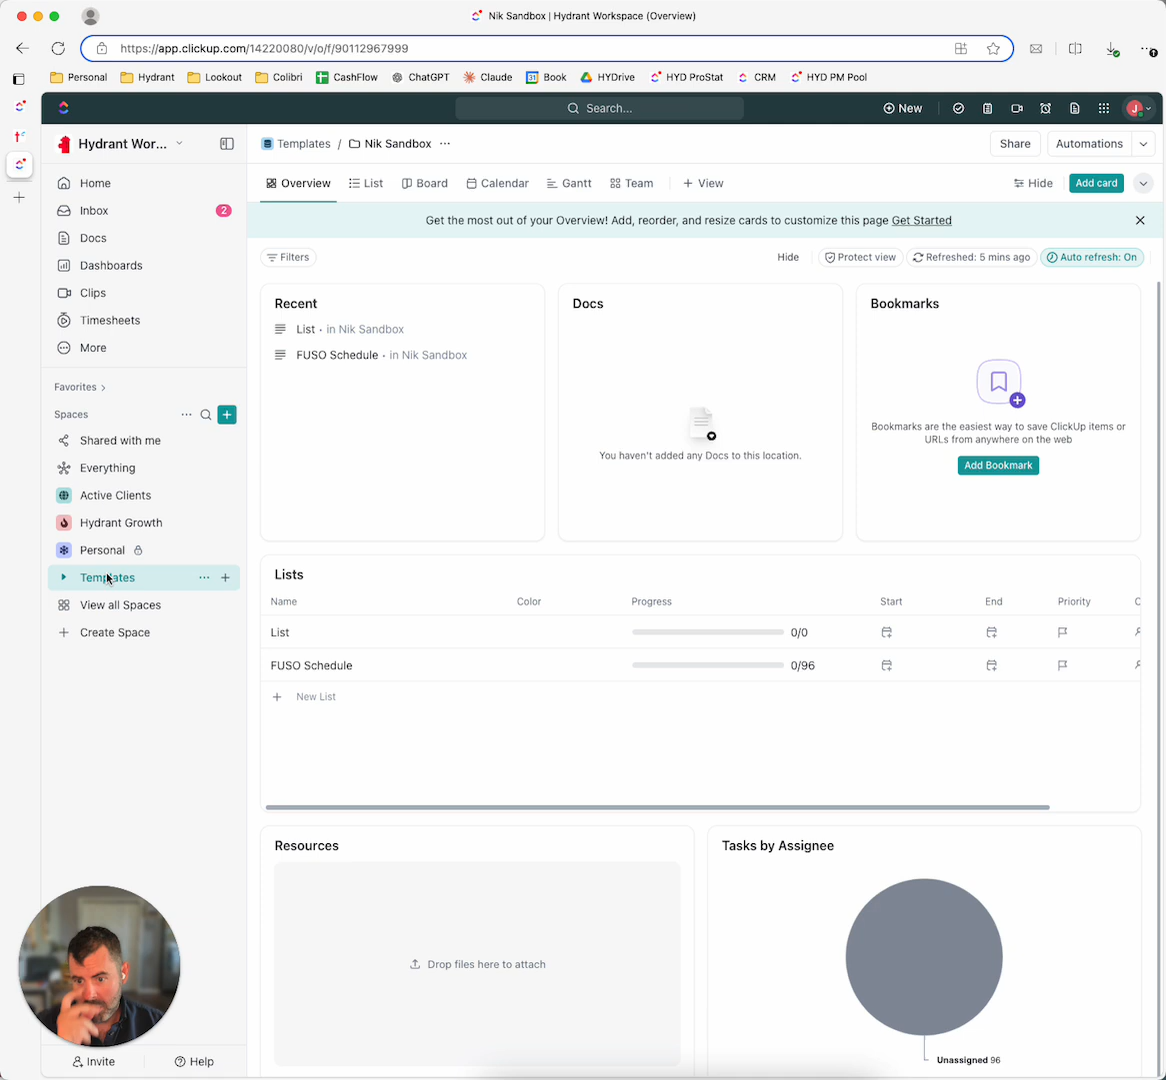 Nik Sandbox | Hydrant Workspace (Overview)
https://app.clickup.com/14220080/v/o/f/90112967999
Personal Hydrant Lookout Colibri CashFlow ChatGPT Claude Book HYDrive HYD ProStat CRM HYD PM Pool
Search... New
Hydrant Wor... Templates / Nik Sandbox ... Share Automations
Home
Inbox 2
Docs
Dashboards
Clips
Timesheets
More
Favorites
Spaces
Shared with me
Everything
Active Clients
Hydrant Growth
Personal
Templates
View all Spaces
Create Space
Invite Help
Overview List Board Calendar Gantt Team + View Hide Add card
Get the most out of your Overview! Add, reorder, and resize cards to customize this page Get Started
Filters Hide Protect view Refreshed: 5 mins ago Auto refresh: On
Recent
List • in Nik Sandbox
FUSO Schedule • in Nik Sandbox
Docs
You haven't added any Docs to this location.
Bookmarks
Bookmarks are the easiest way to save ClickUp items or
URLs from anywhere on the web
Add Bookmark
Lists
Name Color Progress Start End Priority C
List 0/0
FUSO Schedule 0/96
+ New List
Resources
Drop files here to attach
Tasks by Assignee
Unassigned 96